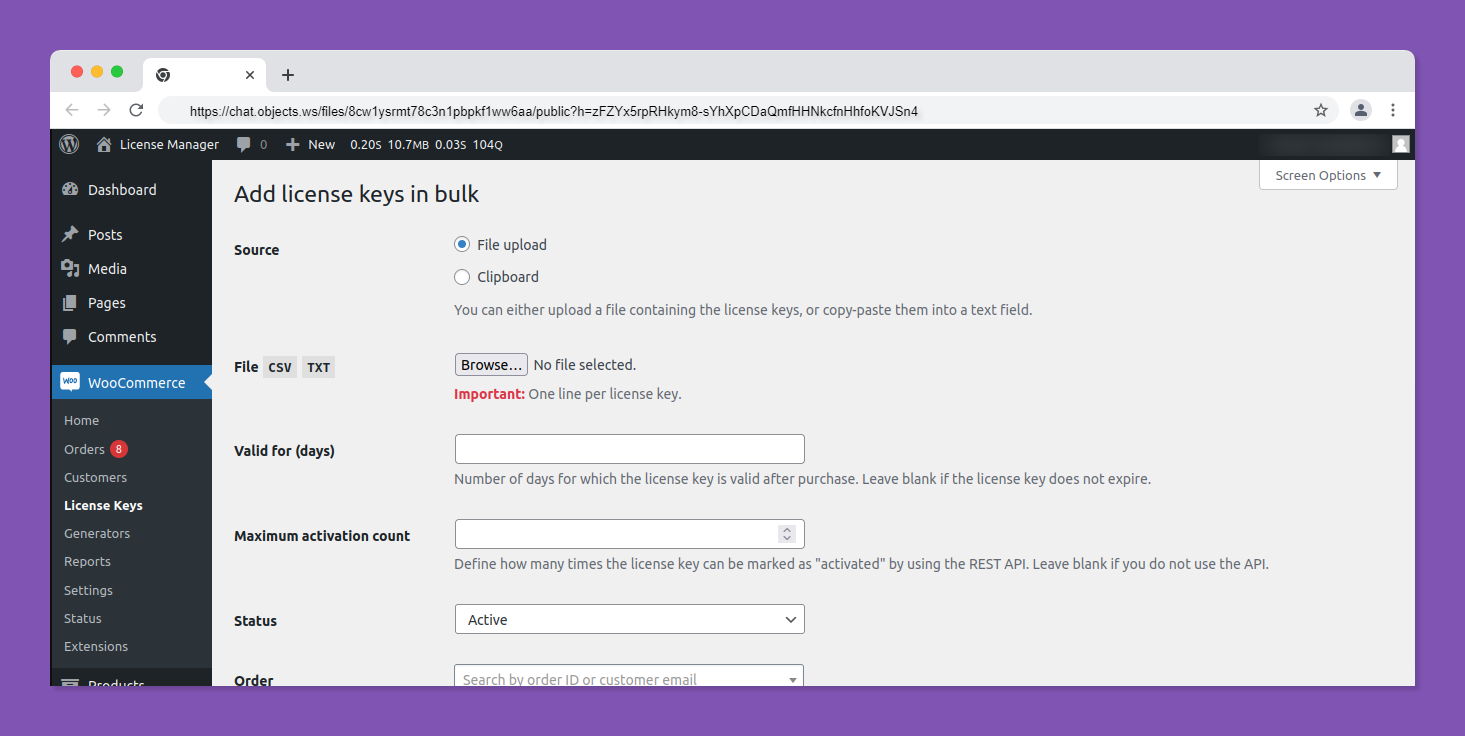 https://chat.objects.ws/files/8cw1ysrmt78c3n1pbpkf1ww6aa/public?h=zFZYx5rpRHkym8-sYhXpCDaQmfHHNkcfnHhfoKVJSn4
License Manager 0 New 0.20S 10.7MB 0.03S 104Q
Screen Options
Dashboard
Posts
Media
Pages
Comments
WooCommerce
Home
Orders 8
Customers
License Keys
Generators
Reports
Settings
Status
Extensions
Products
Add license keys in bulk
Source
File upload
Clipboard
You can either upload a file containing the license keys, or copy-paste them into a text field.
File CSV TXT
Browse... No file selected.
Important: One line per license key.
Valid for (days)
Number of days for which the license key is valid after purchase. Leave blank if the license key does not expire.
Maximum activation count
Define how many times the license key can be marked as "activated" by using the REST API. Leave blank if you do not use the API.
Status
Active
Order
Search by order ID or customer email